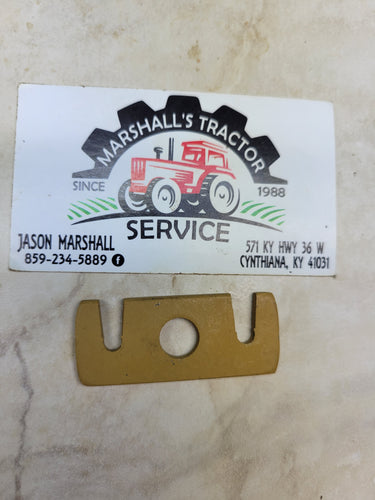 MARSHALL'S TRACTOR
SINCE 1988
SERVICE
JASON MARSHALL
859-234-5889
571 KY HWY 36 W
CYNTHIANA, KY 41031